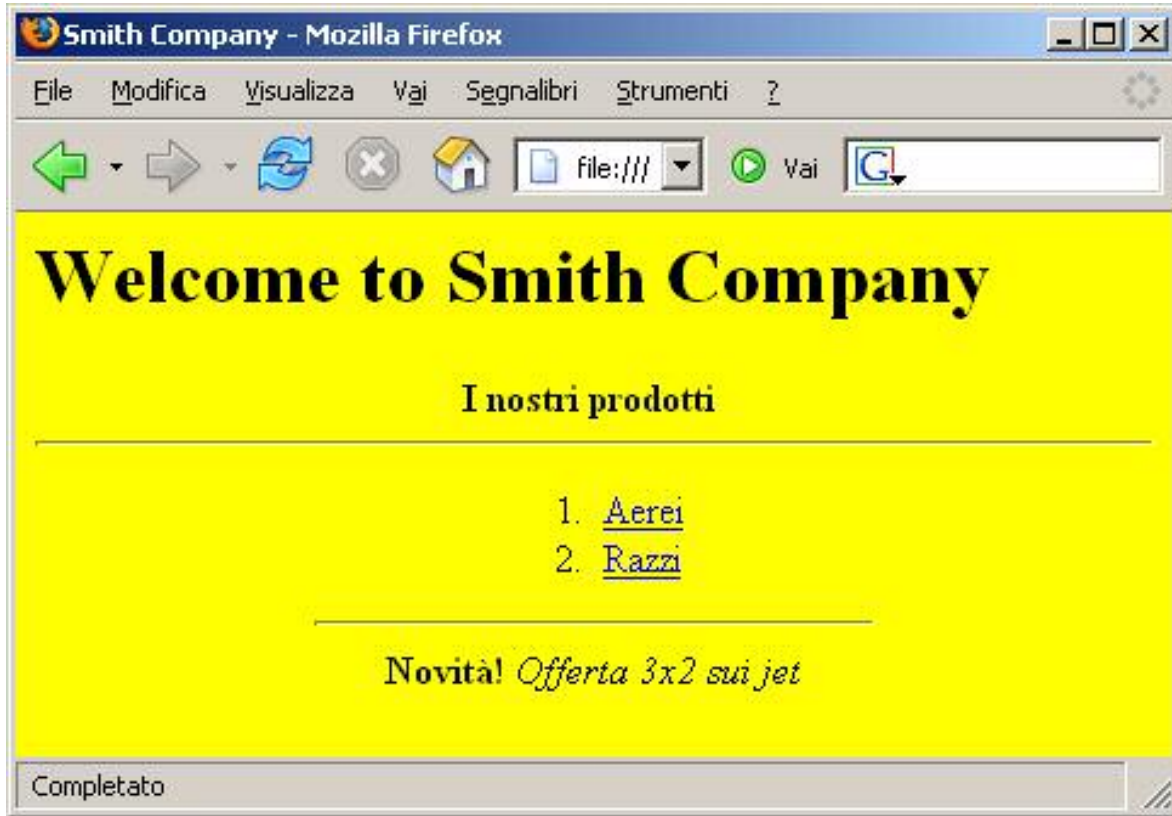 Smith Company - Mozilla Firefox
File Modifica Visualizza Vai Segnalibri Strumenti ?
file:/// Vai G
Welcome to Smith Company
I nostri prodotti
1. Aerei
2. Razzi
Novità! Offerta 3x2 sui jet
Completato